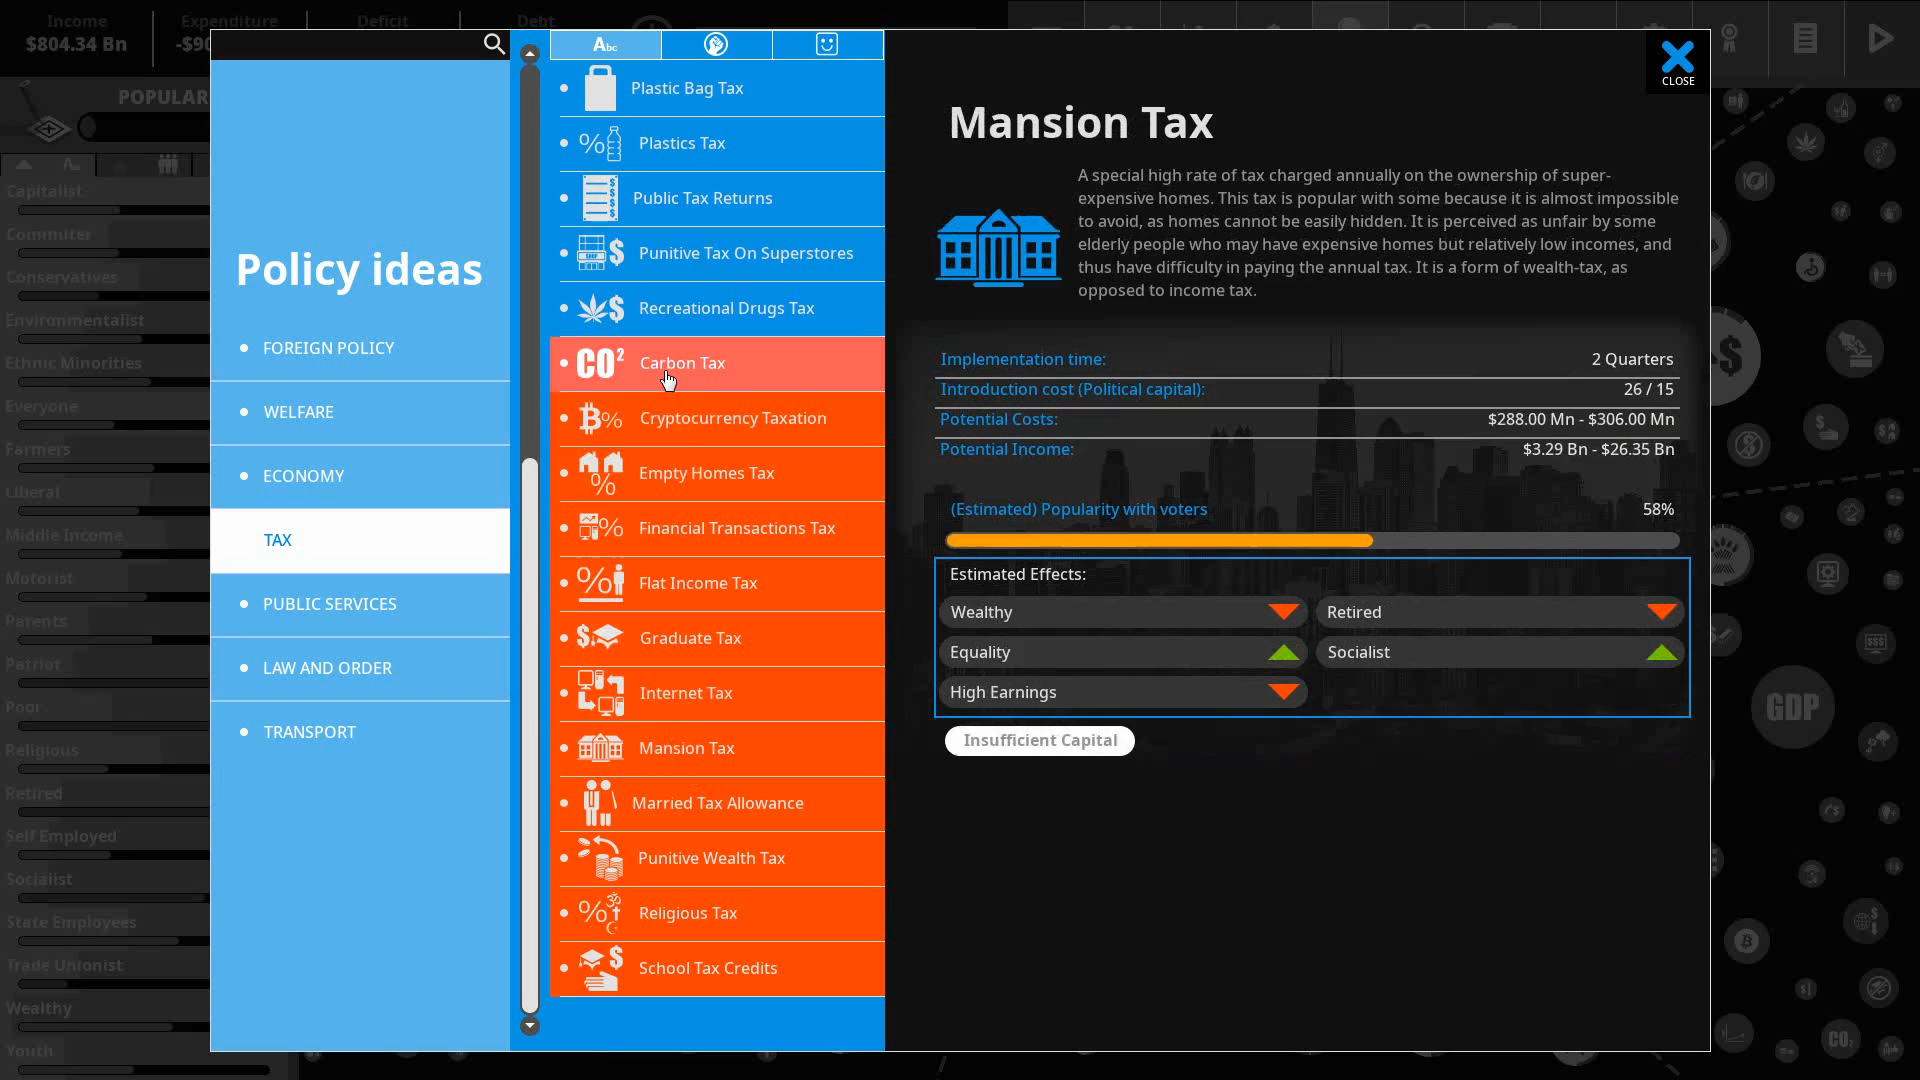 Income
Expenditure
Deficit
Debt
$804.34 Bn
-$90
POPULAR
Capitalist
Commuter
Conservatives
Environmentalist
Ethnic Minorities
Everyone
Farmers
Liberal
Middle Income
Motorist
Parents
Patriot
Poor
Religious
Retired
Self Employed
Socialist
State Employees
Trade Unionist
Wealthy
Youth
Policy ideas
FOREIGN POLICY
WELFARE
ECONOMY
TAX
PUBLIC SERVICES
LAW AND ORDER
TRANSPORT
Abc
Plastic Bag Tax
Plastics Tax
Public Tax Returns
Punitive Tax On Superstores
Recreational Drugs Tax
CO² Carbon Tax
Cryptocurrency Taxation
Empty Homes Tax
Financial Transactions Tax
Flat Income Tax
Graduate Tax
Internet Tax
Mansion Tax
Married Tax Allowance
Punitive Wealth Tax
Religious Tax
School Tax Credits
CLOSE
Mansion Tax
A special high rate of tax charged annually on the ownership of super-
expensive homes. This tax is popular with some because it is almost impossible
to avoid, as homes cannot be easily hidden. It is perceived as unfair by some
elderly people who may have expensive homes but relatively low incomes, and
thus have difficulty in paying the annual tax. It is a form of wealth-tax, as
opposed to income tax.
Implementation time: 2 Quarters
Introduction cost (Political capital): 26 / 15
Potential Costs: $288.00 Mn - $306.00 Mn
Potential Income: $3.29 Bn - $26.35 Bn
(Estimated) Popularity with voters 58%
Estimated Effects:
Wealthy
Retired
Equality
Socialist
High Earnings
Insufficient Capital
GDP
CO₂